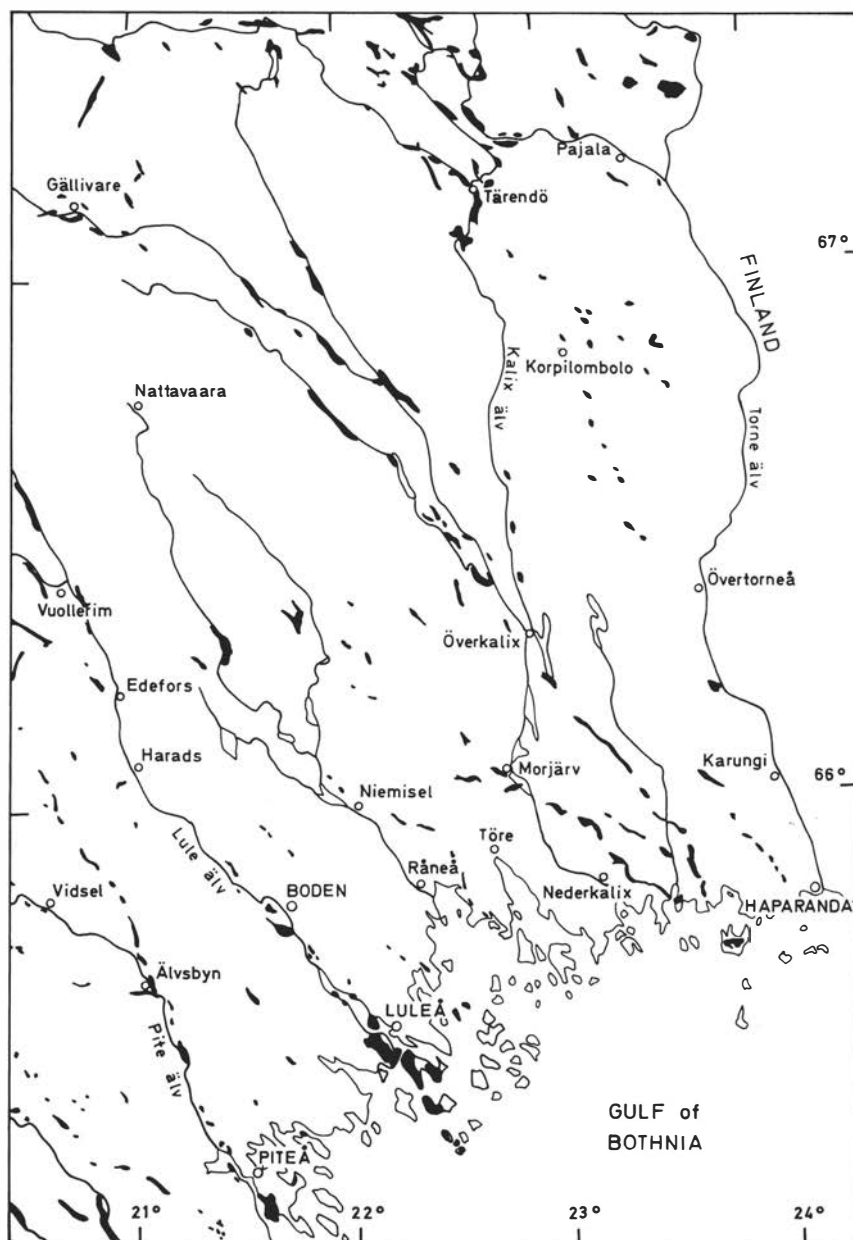 Pajala
Gällivare
Tärendö
67°
FINLAND
Kalix älv
Korpilombolo
Nattavaara
Torne älv
Övertorneå
Vuollerim
Överkalix
Edefors
Harads
Morjärv
Karungi
66°
Niemisel
Lule älv
Töre
Råneå
Vidsel
BODEN
Nederkalix
HAPARANDA
Älvsbyn
LULEÅ
Pite älv
GULF of
BOTHNIA
PITEÅ
21°
22°
23°
24°